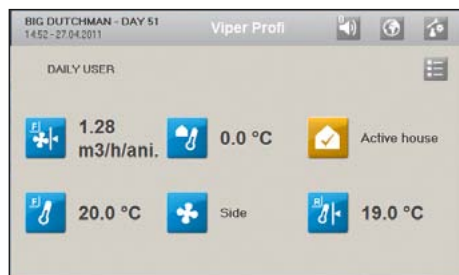 BIG DUTCHMAN - DAY 51
14:52 - 27.04.2011
Viper Profi
0
DAILY USER
1.28
m3/h/ani.
0.0 °C
Active house
20.0 °C
Side
19.0 °C